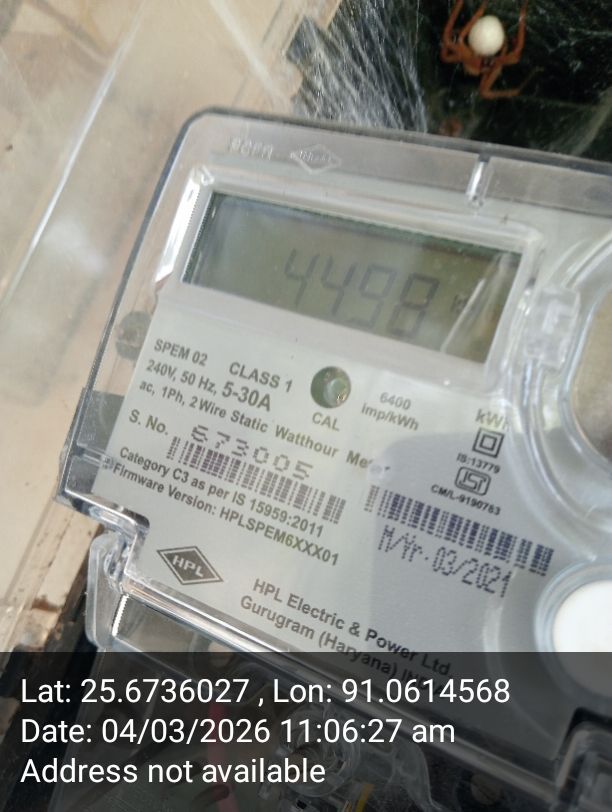 4498
SPEM 02
CLASS 1
240V, 50 Hz, 5-30A
ac, 1Ph, 2 Wire Static Watthour
CAL
6400
imp/kWh
kWh
S. No. 673005
IS:13779
CM/L-9190763
Category C3 as per IS 15959:2011
Firmware Version: HPLSPEM6XXX01
M/Yr-03/2021
HPL
HPL Electric & Power Ltd.
Gurugram (Haryana)
Lat: 25.6736027 , Lon: 91.0614568
Date: 04/03/2026 11:06:27 am
Address not available